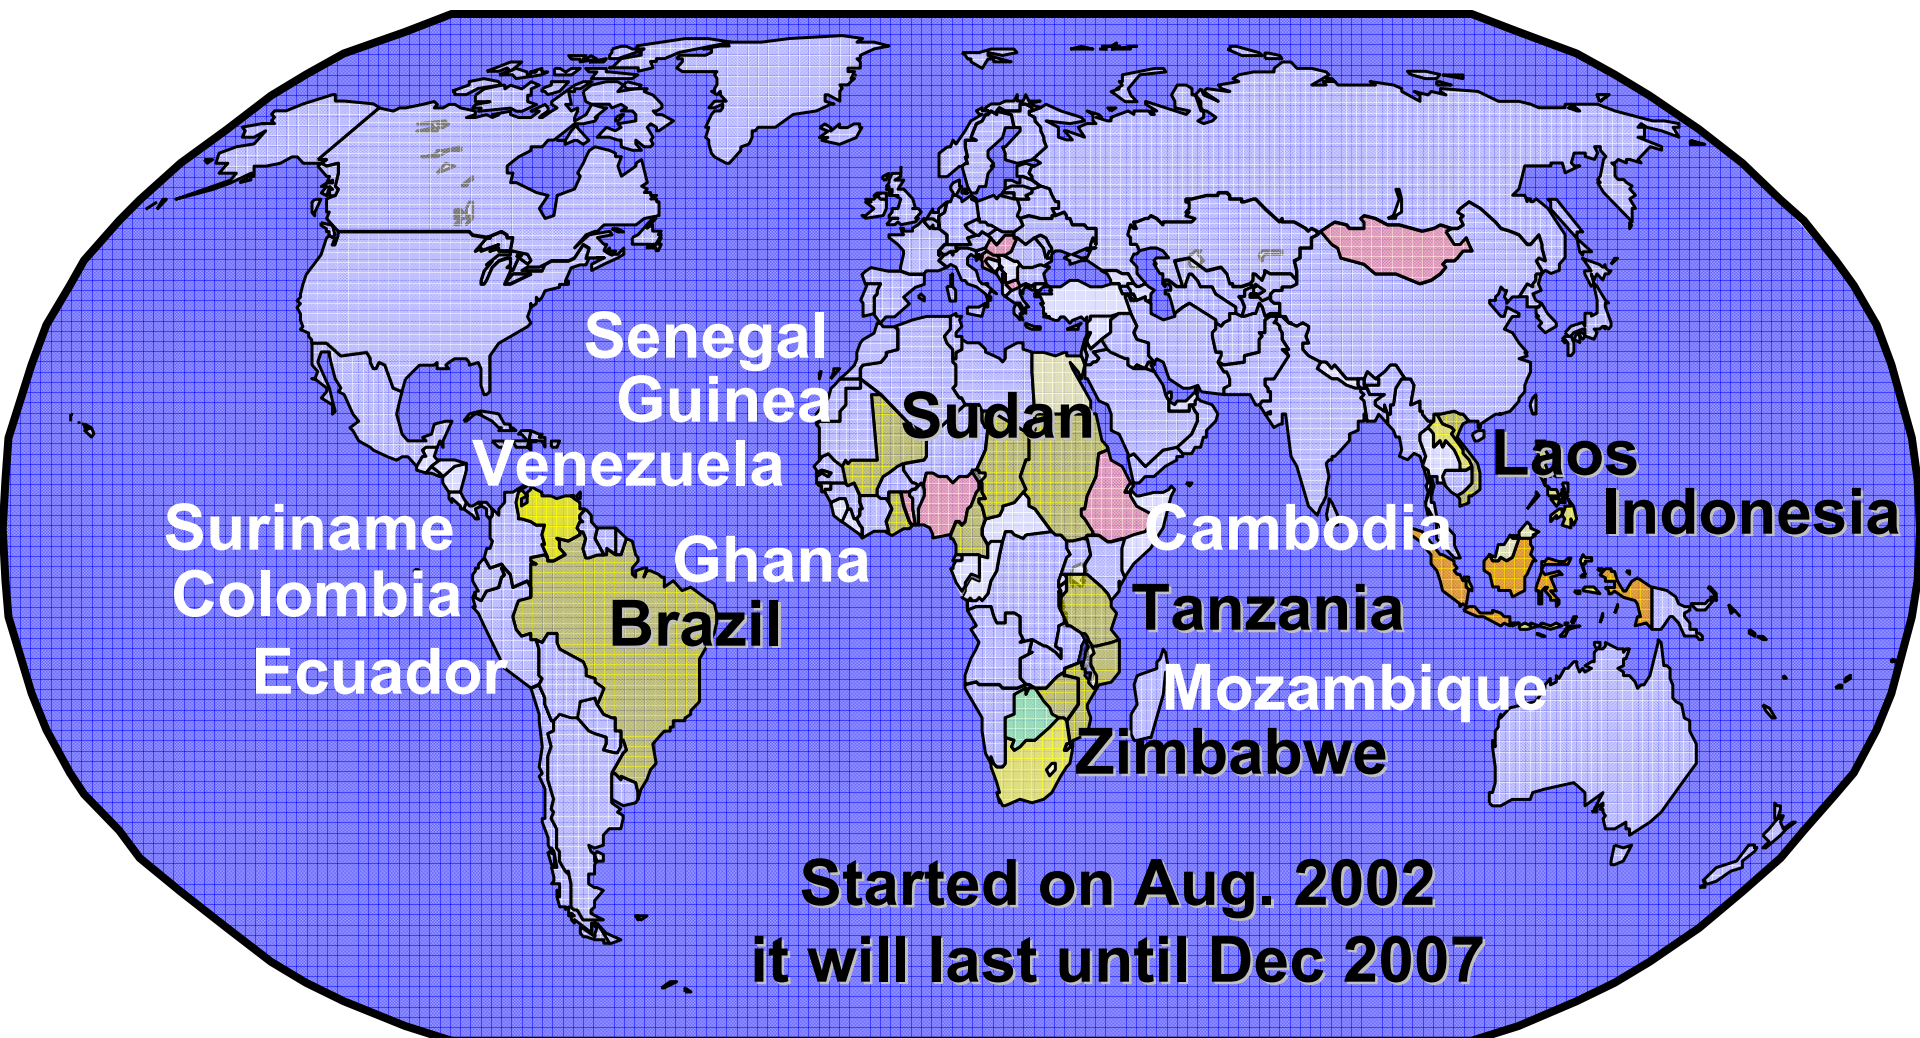 Senegal
Guinea
Sudan
Venezuela
Laos
Indonesia
Suriname
Cambodia
Ghana
Colombia
Tanzania
Brazil
Ecuador
Mozambique
Zimbabwe
Started on Aug. 2002
it will last until Dec 2007